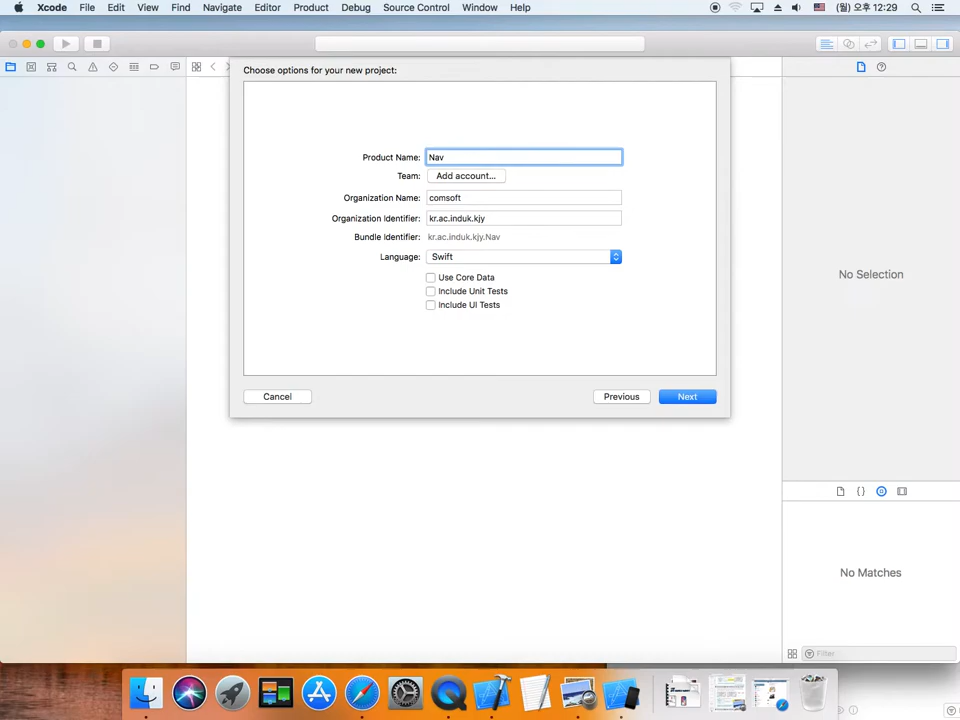 Xcode File Edit View Find Navigate Editor Product Debug Source Control Window Help (월) 오후 12:29
Choose options for your new project:
Product Name: Nav
Team: Add account...
Organization Name: comsoft
Organization Identifier: kr.ac.induk.kjy
Bundle Identifier: kr.ac.induk.kjy.Nav
Language: Swift
Use Core Data
Include Unit Tests
Include UI Tests
Cancel Previous Next
No Selection
No Matches
Filter